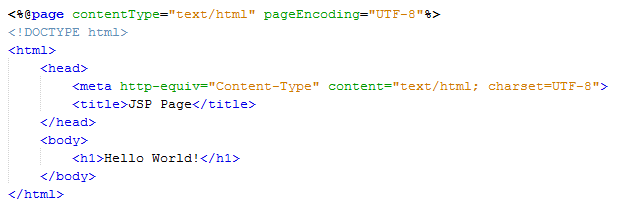 <%@page contentType="text/html" pageEncoding="UTF-8"%>
<!DOCTYPE html>
<html>
    <head>
        <meta http-equiv="Content-Type" content="text/html; charset=UTF-8">
        <title>JSP Page</title>
    </head>
    <body>
        <h1>Hello World!</h1>
    </body>
</html>